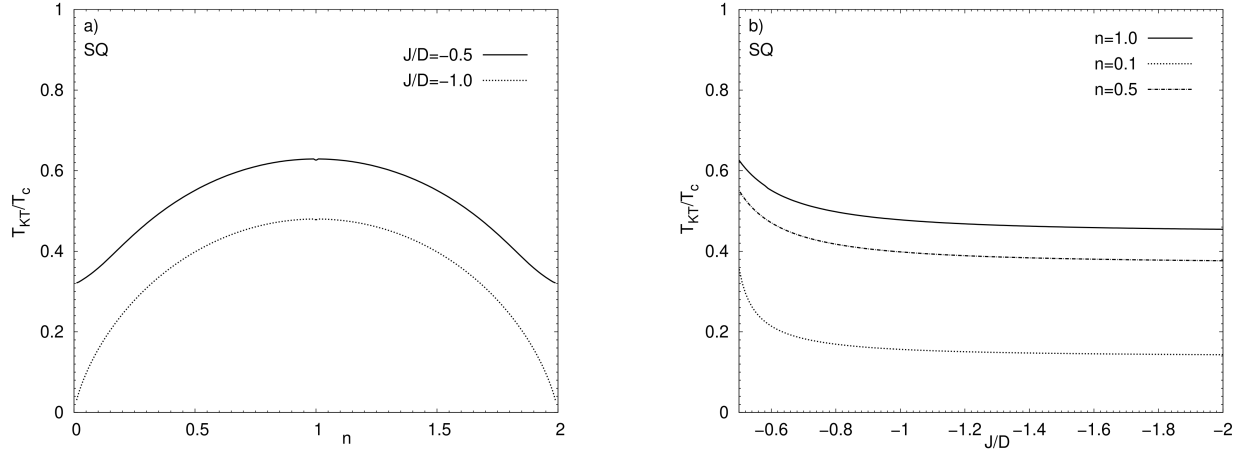 a)
SQ
J/D=−0.5
J/D=−1.0
1
0.8
0.6
0.4
0.2
0
T_KT/T_c
0 0.5 1 1.5 2
n
b)
SQ
n=1.0
n=0.1
n=0.5
1
0.8
0.6
0.4
0.2
0
T_KT/T_c
−0.6 −0.8 −1 −1.2 −1.4 −1.6 −1.8 −2
J/D